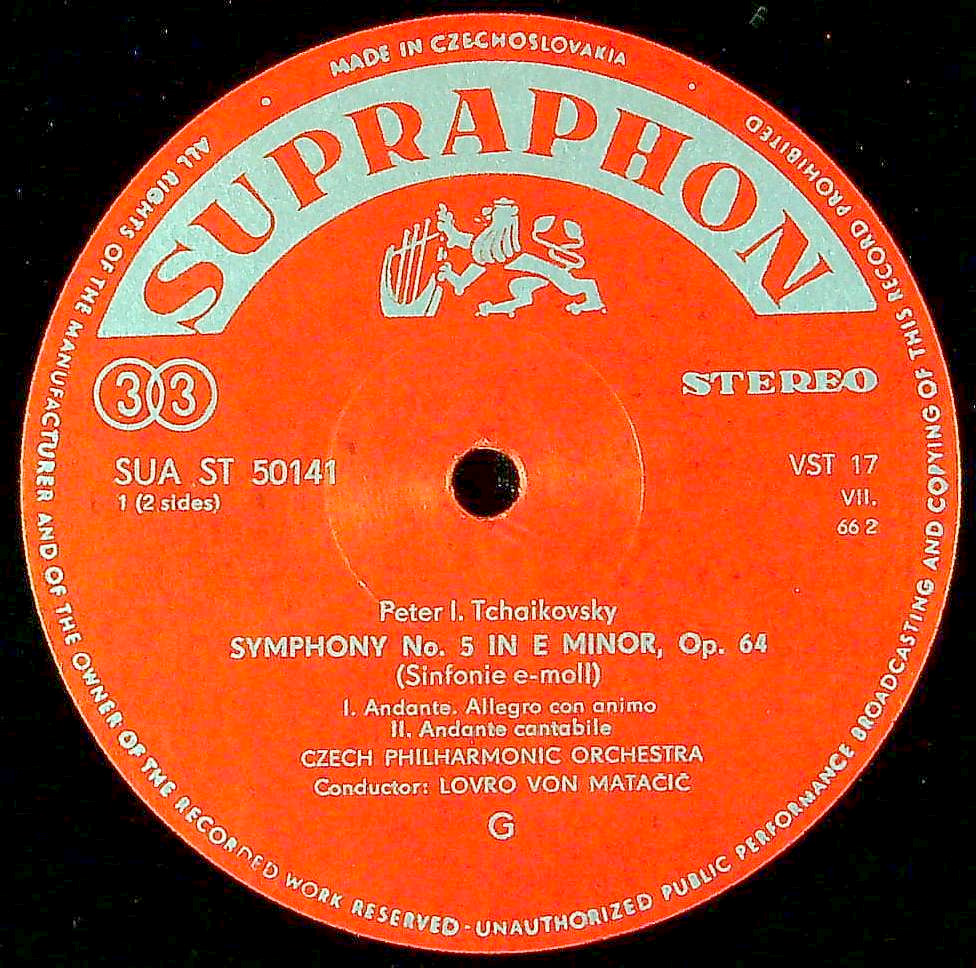 MADE IN CZECHOSLOVAKIA
SUPRAPHON
33
STEREO
SUA ST 50141
1 (2 sides)
VST 17
VII.
66 2
Peter I. Tchaikovsky
SYMPHONY No. 5 IN E MINOR, Op. 64
(Sinfonie e-moll)
I. Andante. Allegro con animo
II. Andante cantabile
CZECH PHILHARMONIC ORCHESTRA
Conductor: LOVRO VON MATAČIČ
G
ALL RIGHTS OF THE MANUFACTURER AND OF THE OWNER OF THE RECORDED WORK RESERVED - UNAUTHORIZED PUBLIC PERFORMANCE BROADCASTING AND COPYING OF THIS RECORD PROHIBITED